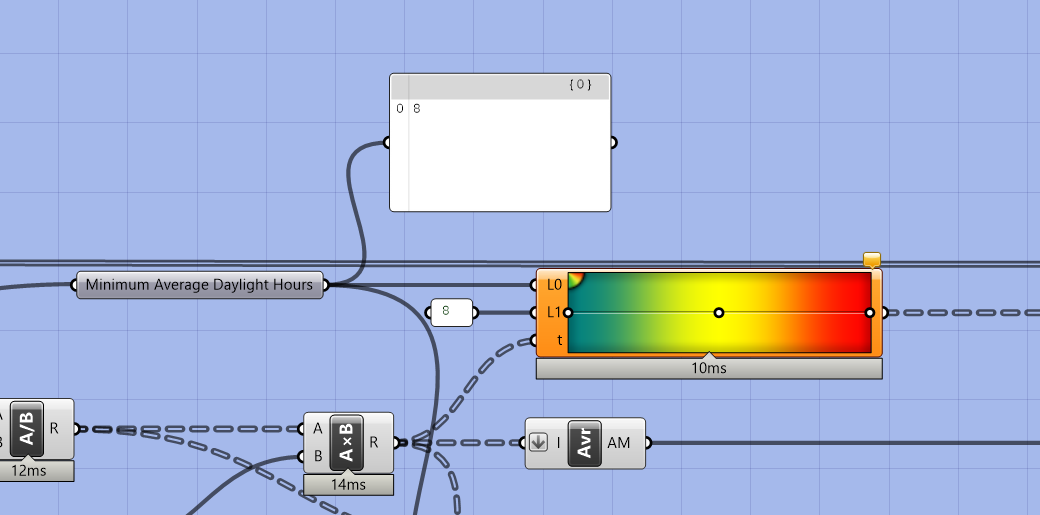 { 0 }
0 8
Minimum Average Daylight Hours
L0
8
L1
t
10ms
A/B
R
12ms
A
B
A×B
R
14ms
I
Avr
AM